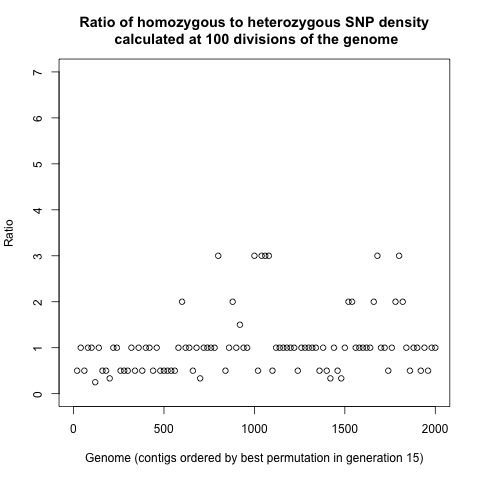 Ratio of homozygous to heterozygous SNP density
calculated at 100 divisions of the genome
Ratio
7
6
5
4
3
2
1
0
0 500 1000 1500 2000
Genome (contigs ordered by best permutation in generation 15)